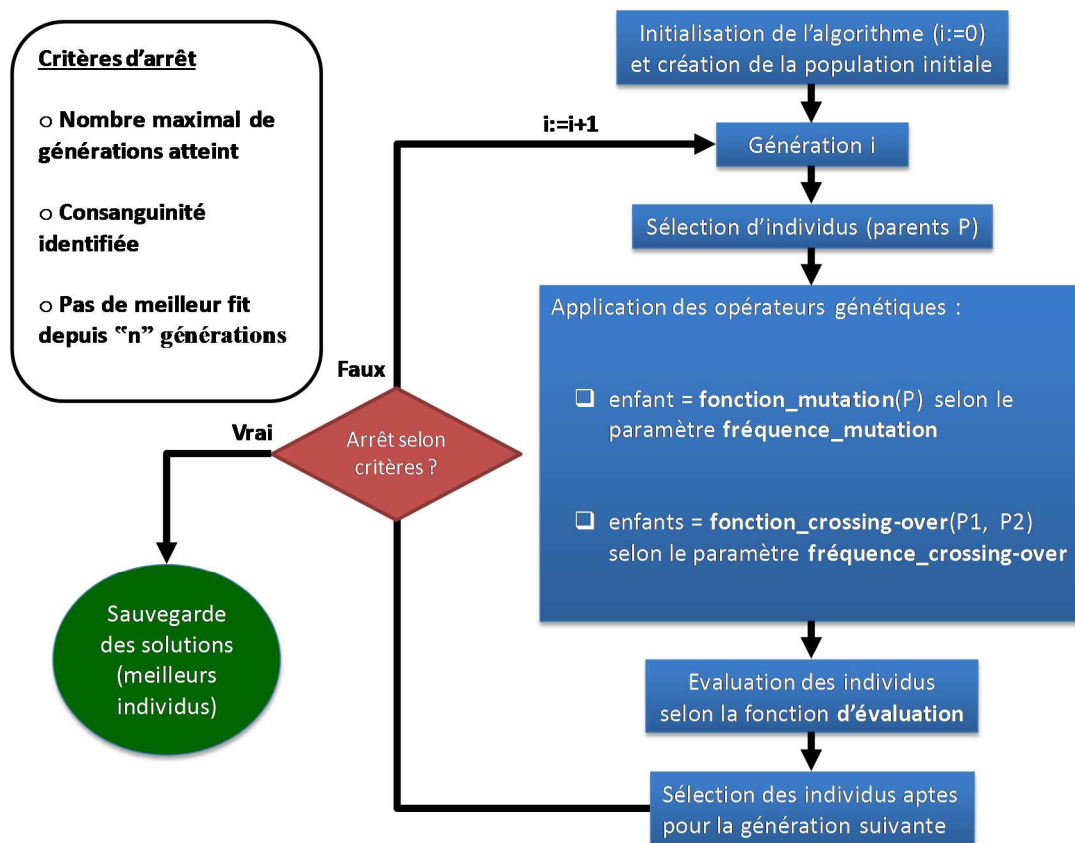 Critères d'arrêt
o Nombre maximal de
générations atteint
o Consanguinité
identifiée
o Pas de meilleur fit
depuis "n" générations
Initialisation de l'algorithme (i:=0)
et création de la population initiale
i:=i+1
Génération i
Sélection d'individus (parents P)
Application des opérateurs génétiques :
❑ enfant = fonction_mutation(P) selon le
paramètre fréquence_mutation
❑ enfants = fonction_crossing-over(P1, P2)
selon le paramètre fréquence_crossing-over
Evaluation des individus
selon la fonction d'évaluation
Sélection des individus aptes
pour la génération suivante
Faux
Vrai
Arrêt selon
critères ?
Sauvegarde
des solutions
(meilleurs
individus)